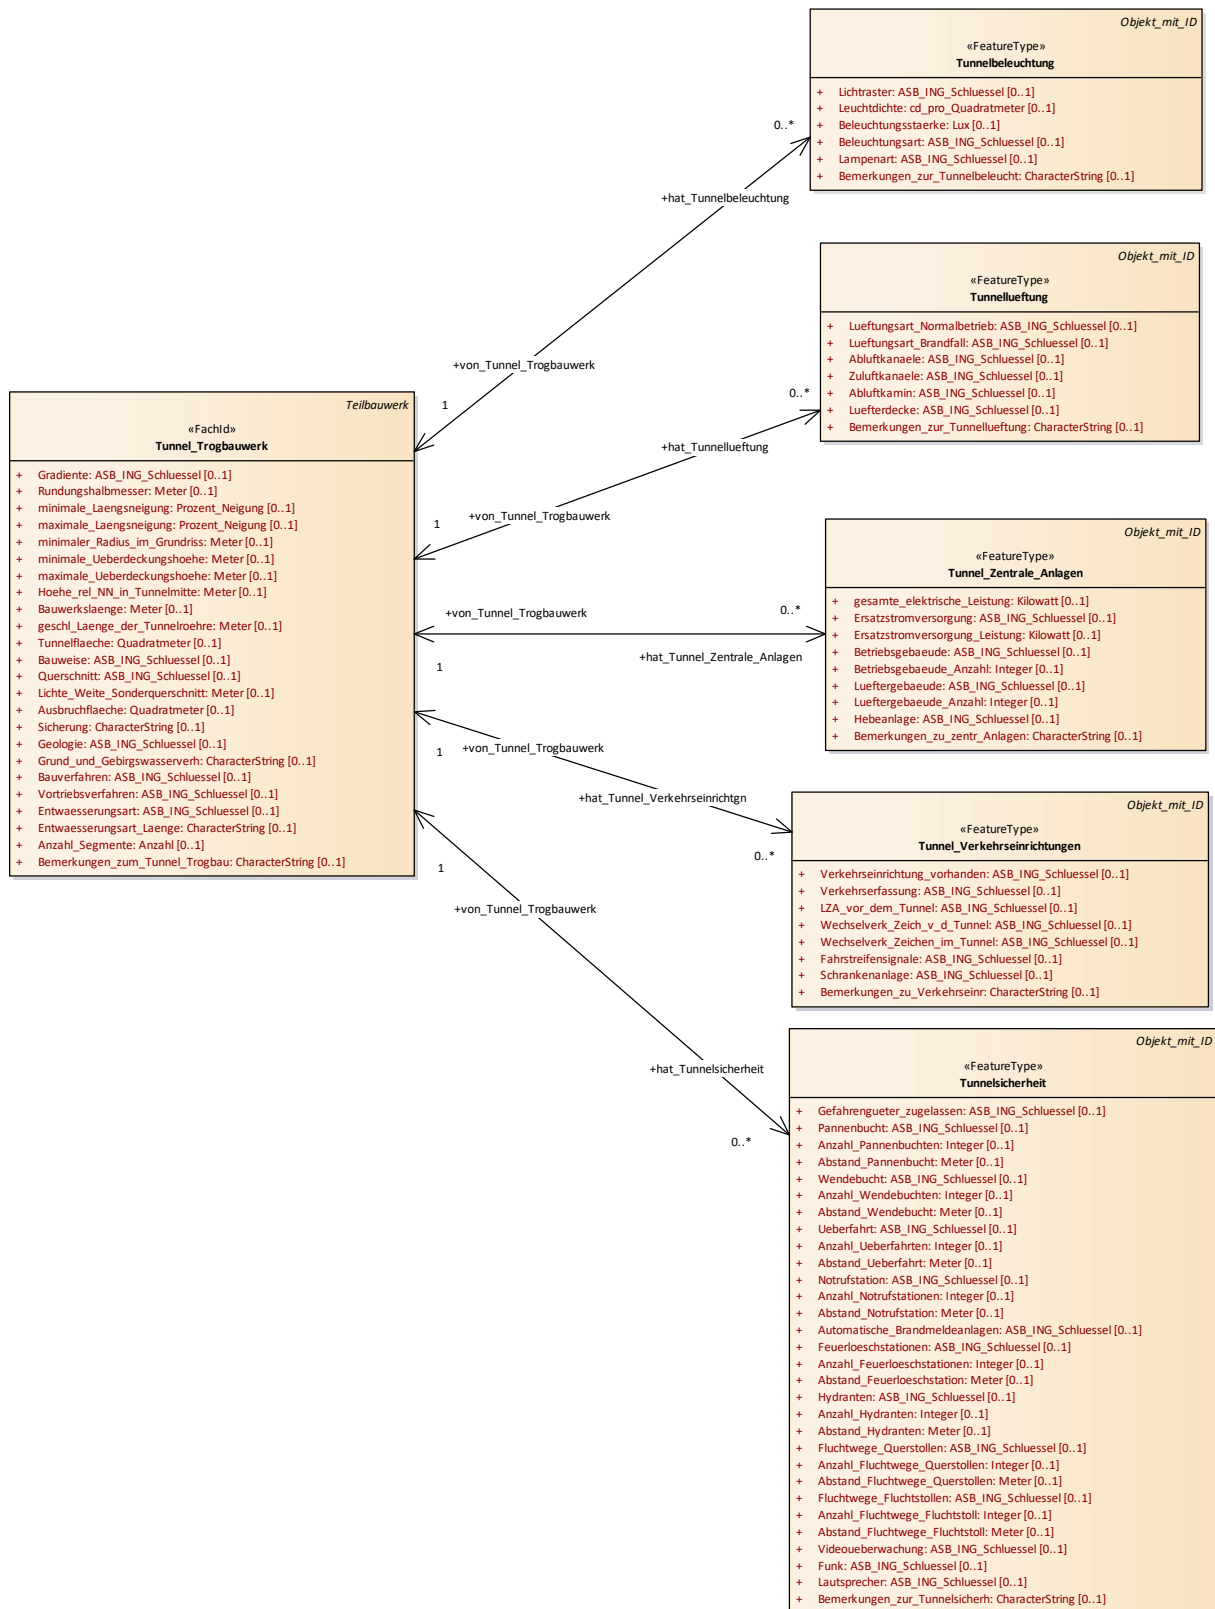 Objekt_mit_ID
«FeatureType»
Tunnelbeleuchtung
+ Lichtraster: ASB_ING_Schluessel [0..1]
+ Leuchtdichte: cd_pro_Quadratmeter [0..1]
+ Beleuchtungsstaerke: Lux [0..1]
+ Beleuchtungsart: ASB_ING_Schluessel [0..1]
+ Lampenart: ASB_ING_Schluessel [0..1]
+ Bemerkungen_zur_Tunnelbeleucht: CharacterString [0..1]
0..*
+hat_Tunnelbeleuchtung
+von_Tunnel_Trogbauwerk
1
Objekt_mit_ID
«FeatureType»
Tunnellueftung
+ Lueftungsart_Normalbetrieb: ASB_ING_Schluessel [0..1]
+ Lueftungsart_Brandfall: ASB_ING_Schluessel [0..1]
+ Abluftkanaele: ASB_ING_Schluessel [0..1]
+ Zuluftkanaele: ASB_ING_Schluessel [0..1]
+ Abluftkamin: ASB_ING_Schluessel [0..1]
+ Luefterdecke: ASB_ING_Schluessel [0..1]
+ Bemerkungen_zur_Tunnellueftung: CharacterString [0..1]
0..*
+hat_Tunnellueftung
+von_Tunnel_Trogbauwerk
1
Teilbauwerk
«FachId»
Tunnel_Trogbauwerk
+ Gradiente: ASB_ING_Schluessel [0..1]
+ Rundungshalbmesser: Meter [0..1]
+ minimale_Laengsneigung: Prozent_Neigung [0..1]
+ maximale_Laengsneigung: Prozent_Neigung [0..1]
+ minimaler_Radius_im_Grundriss: Meter [0..1]
+ minimale_Ueberdeckungshoehe: Meter [0..1]
+ maximale_Ueberdeckungshoehe: Meter [0..1]
+ Hoehe_rel_NN_in_Tunnelmitte: Meter [0..1]
+ Bauwerkslaenge: Meter [0..1]
+ geschl_Laenge_der_Tunnelroehre: Meter [0..1]
+ Tunnelflaeche: Quadratmeter [0..1]
+ Bauweise: ASB_ING_Schluessel [0..1]
+ Querschnitt: ASB_ING_Schluessel [0..1]
+ Lichte_Weite_Sonderquerschnitt: Meter [0..1]
+ Ausbruchflaeche: Quadratmeter [0..1]
+ Sicherung: CharacterString [0..1]
+ Geologie: ASB_ING_Schluessel [0..1]
+ Grund_und_Gebirgswasserverh: CharacterString [0..1]
+ Bauverfahren: ASB_ING_Schluessel [0..1]
+ Vortriebsverfahren: ASB_ING_Schluessel [0..1]
+ Entwaesserungsart: ASB_ING_Schluessel [0..1]
+ Entwaesserungsart_Laenge: CharacterString [0..1]
+ Anzahl_Segmente: Anzahl [0..1]
+ Bemerkungen_zum_Tunnel_Trogbau: CharacterString [0..1]
Objekt_mit_ID
«FeatureType»
Tunnel_Zentrale_Anlagen
+ gesamte_elektrische_Leistung: Kilowatt [0..1]
+ Ersatzstromversorgung: ASB_ING_Schluessel [0..1]
+ Ersatzstromversorgung_Leistung: Kilowatt [0..1]
+ Betriebsgebaeude: ASB_ING_Schluessel [0..1]
+ Betriebsgebaeude_Anzahl: Integer [0..1]
+ Lueftergebaeude: ASB_ING_Schluessel [0..1]
+ Lueftergebaeude_Anzahl: Integer [0..1]
+ Hebeanlage: ASB_ING_Schluessel [0..1]
+ Bemerkungen_zu_zentr_Anlagen: CharacterString [0..1]
+von_Tunnel_Trogbauwerk
0..*
+hat_Tunnel_Zentrale_Anlagen
1
+von_Tunnel_Trogbauwerk
1
+hat_Tunnel_Verkehrseinrichtgn
0..*
Objekt_mit_ID
«FeatureType»
Tunnel_Verkehrseinrichtungen
+ Verkehrseinrichtung_vorhanden: ASB_ING_Schluessel [0..1]
+ Verkehrserfassung: ASB_ING_Schluessel [0..1]
+ LZA_vor_dem_Tunnel: ASB_ING_Schluessel [0..1]
+ Wechselverk_Zeich_v_d_Tunnel: ASB_ING_Schluessel [0..1]
+ Wechselverk_Zeichen_im_Tunnel: ASB_ING_Schluessel [0..1]
+ Fahrstreifensignale: ASB_ING_Schluessel [0..1]
+ Schrankenanlage: ASB_ING_Schluessel [0..1]
+ Bemerkungen_zu_Verkehrseinr: CharacterString [0..1]
1
+von_Tunnel_Trogbauwerk
+hat_Tunnelsicherheit
0..*
Objekt_mit_ID
«FeatureType»
Tunnelsicherheit
+ Gefahrengueter_zugelassen: ASB_ING_Schluessel [0..1]
+ Pannenbucht: ASB_ING_Schluessel [0..1]
+ Anzahl_Pannenbuchten: Integer [0..1]
+ Abstand_Pannenbucht: Meter [0..1]
+ Wendebucht: ASB_ING_Schluessel [0..1]
+ Anzahl_Wendebuchten: Integer [0..1]
+ Abstand_Wendebucht: Meter [0..1]
+ Ueberfahrt: ASB_ING_Schluessel [0..1]
+ Anzahl_Ueberfahrten: Integer [0..1]
+ Abstand_Ueberfahrt: Meter [0..1]
+ Notrufstation: ASB_ING_Schluessel [0..1]
+ Anzahl_Notrufstationen: Integer [0..1]
+ Abstand_Notrufstation: Meter [0..1]
+ Automatische_Brandmeldeanlagen: ASB_ING_Schluessel [0..1]
+ Feuerloeschstationen: ASB_ING_Schluessel [0..1]
+ Anzahl_Feuerloeschstationen: Integer [0..1]
+ Abstand_Feuerloeschstation: Meter [0..1]
+ Hydranten: ASB_ING_Schluessel [0..1]
+ Anzahl_Hydranten: Integer [0..1]
+ Abstand_Hydranten: Meter [0..1]
+ Fluchtwege_Querstollen: ASB_ING_Schluessel [0..1]
+ Anzahl_Fluchtwege_Querstollen: Integer [0..1]
+ Abstand_Fluchtwege_Querstollen: Meter [0..1]
+ Fluchtwege_Fluchtstollen: ASB_ING_Schluessel [0..1]
+ Anzahl_Fluchtwege_Fluchtstoll: Integer [0..1]
+ Abstand_Fluchtwege_Fluchtstoll: Meter [0..1]
+ Videoueberwachung: ASB_ING_Schluessel [0..1]
+ Funk: ASB_ING_Schluessel [0..1]
+ Lautsprecher: ASB_ING_Schluessel [0..1]
+ Bemerkungen_zur_Tunnelsicherh: CharacterString [0..1]